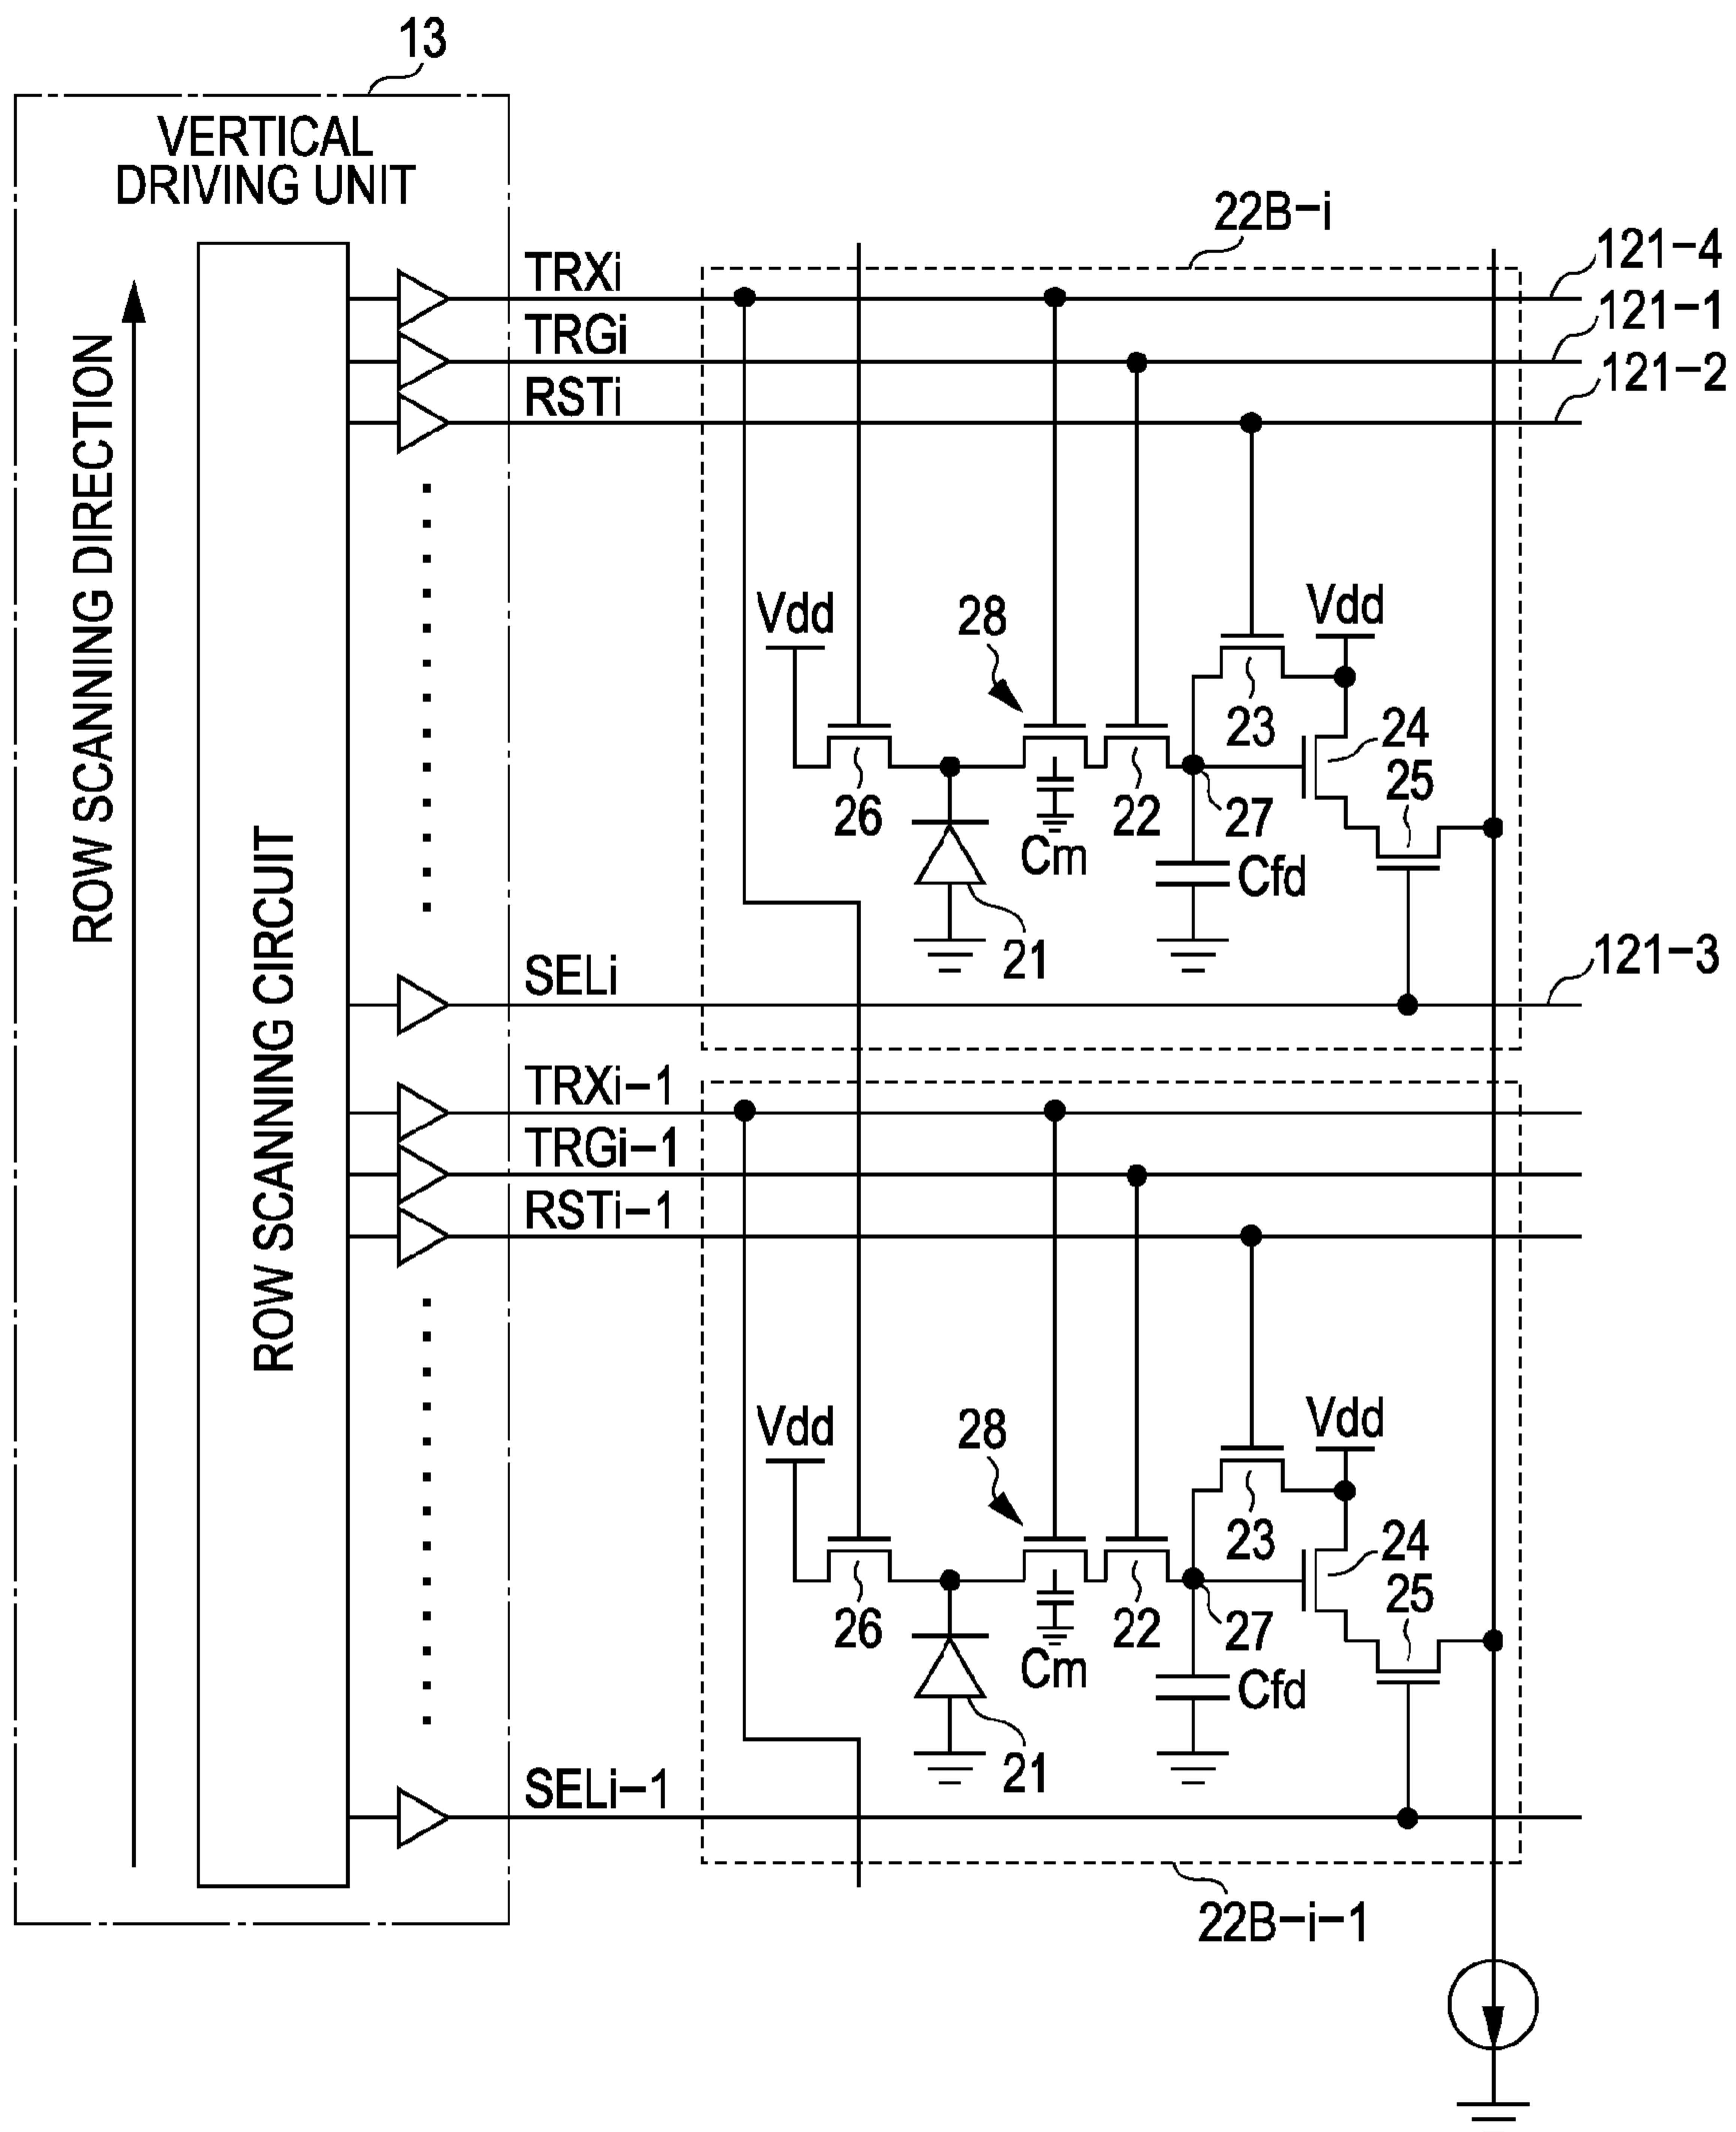 13
VERTICAL
DRIVING UNIT
ROW SCANNING DIRECTION
ROW SCANNING CIRCUIT
22B-i
TRXi
121-4
TRGi
121-1
RSTi
121-2
Vdd
28
Vdd
23
24
25
26
22
27
Cm
Cfd
21
SELi
121-3
TRXi-1
TRGi-1
RSTi-1
Vdd
28
Vdd
23
24
25
26
22
27
Cm
Cfd
21
SELi-1
22B-i-1